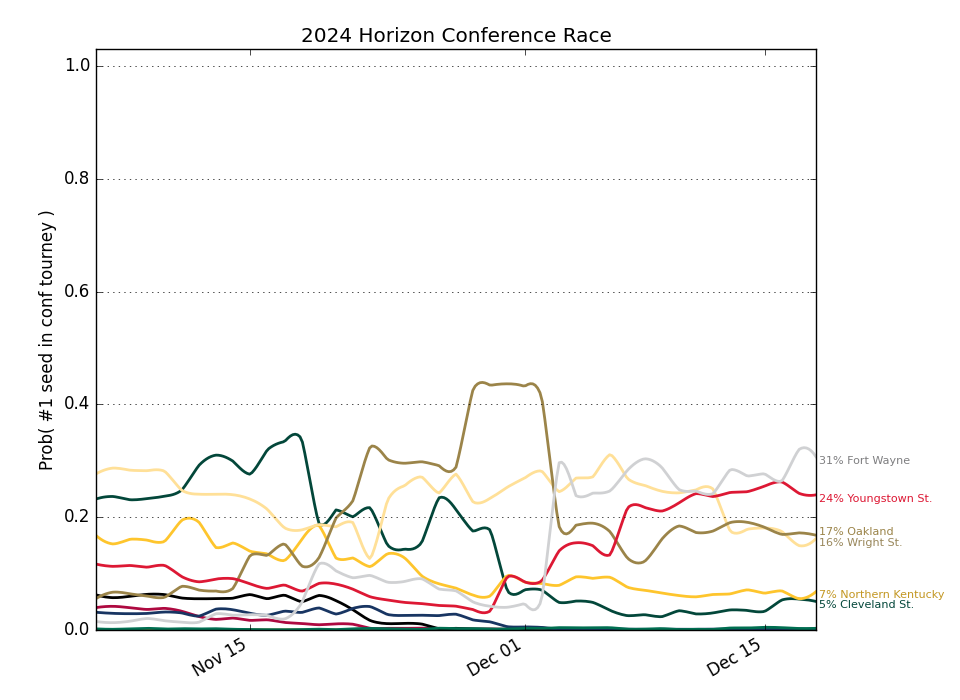 2024 Horizon Conference Race
Prob( #1 seed in conf tourney )
1.0
0.8
0.6
0.4
0.2
0.0
Nov 15
Dec 01
Dec 15
31% Fort Wayne
24% Youngstown St.
17% Oakland
16% Wright St.
7% Northern Kentucky
5% Cleveland St.